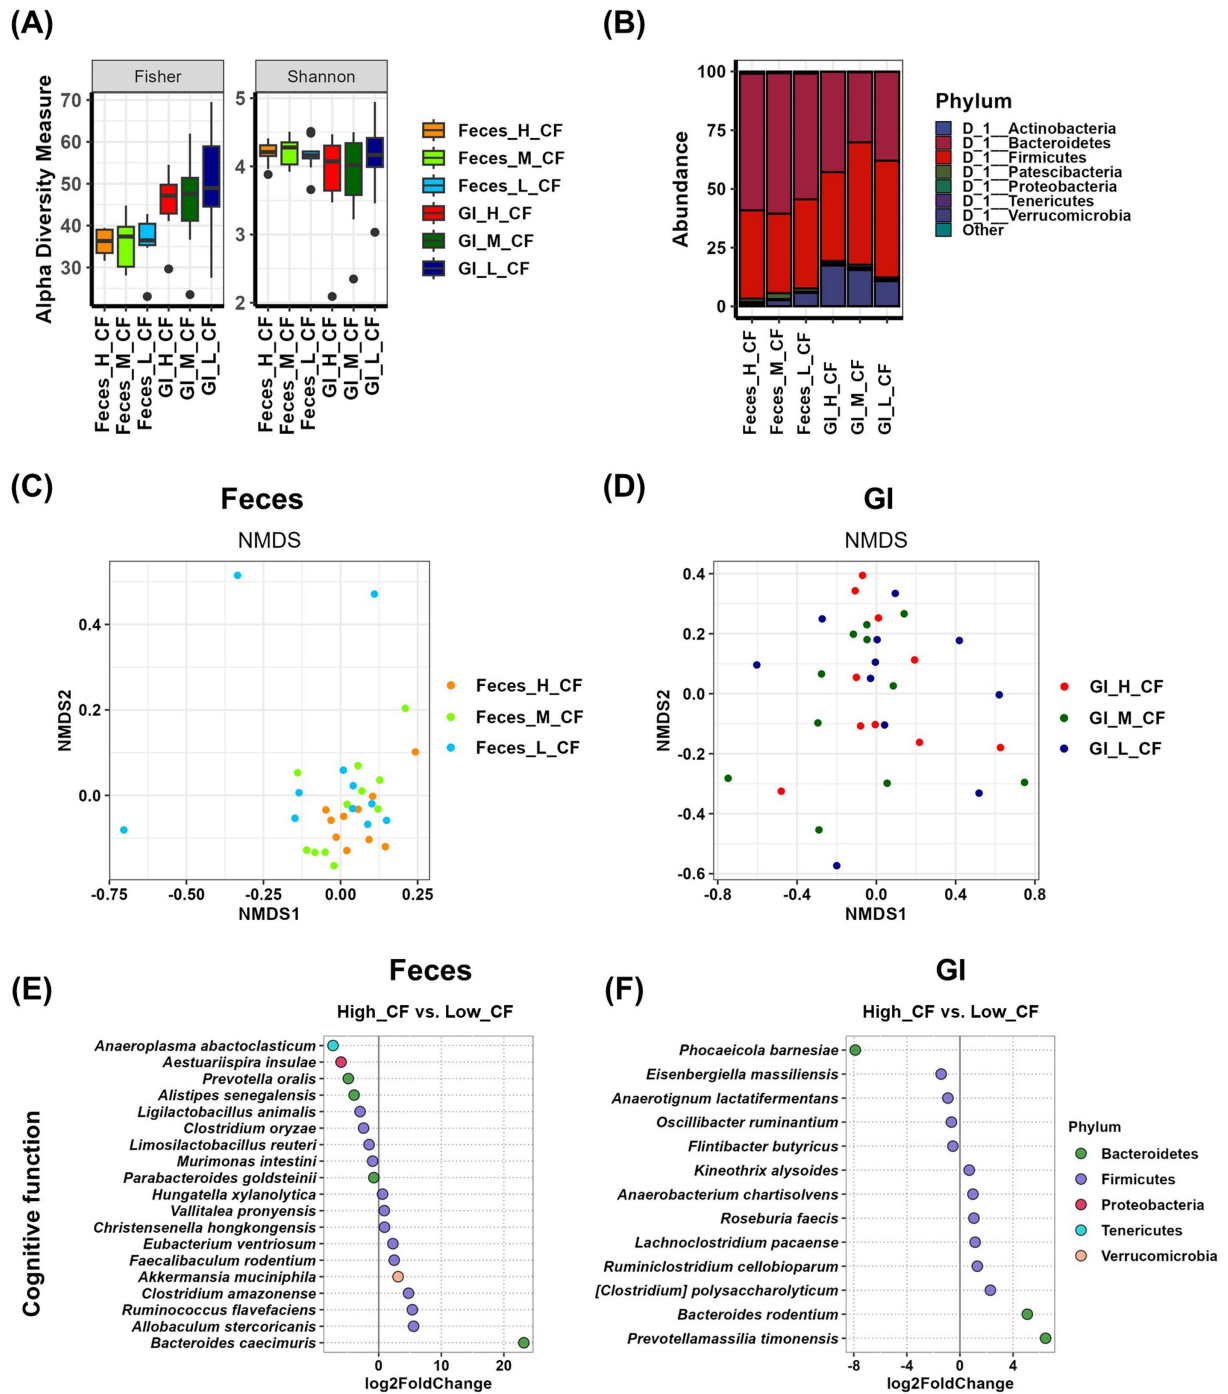 (A)
Fisher
Shannon
Alpha Diversity Measure
70
60
50
40
30
5
4
3
2
Feces_H_CF
Feces_M_CF
Feces_L_CF
GI_H_CF
GI_M_CF
GI_L_CF
Feces_H_CF
Feces_M_CF
Feces_L_CF
GI_H_CF
GI_M_CF
GI_L_CF
Feces_H_CF
Feces_M_CF
Feces_L_CF
GI_H_CF
GI_M_CF
GI_L_CF
(B)
Abundance
100
75
50
25
0
Feces_H_CF
Feces_M_CF
Feces_L_CF
GI_H_CF
GI_M_CF
GI_L_CF
Phylum
D_1__Actinobacteria
D_1__Bacteroidetes
D_1__Firmicutes
D_1__Patescibacteria
D_1__Proteobacteria
D_1__Tenericutes
D_1__Verrucomicrobia
Other
(C)
Feces
NMDS
NMDS2
0.4
0.2
0.0
-0.75
-0.50
-0.25
0.00
0.25
NMDS1
Feces_H_CF
Feces_M_CF
Feces_L_CF
(D)
GI
NMDS
NMDS2
0.4
0.2
0.0
-0.2
-0.4
-0.6
-0.8
-0.4
0.0
0.4
0.8
NMDS1
GI_H_CF
GI_M_CF
GI_L_CF
(E)
Feces
High_CF vs. Low_CF
Cognitive function
Anaeroplasma abactoclasticum
Aestuariispira insulae
Prevotella oralis
Alistipes senegalensis
Ligilactobacillus animalis
Clostridium oryzae
Limosilactobacillus reuteri
Murimonas intestini
Parabacteroides goldsteinii
Hungatella xylanolytica
Vallitalea pronyensis
Christensenella hongkongensis
Eubacterium ventriosum
Faecalibaculum rodentium
Akkermansia muciniphila
Clostridium amazonense
Ruminococcus flavefaciens
Allobaculum stercoricanis
Bacteroides caecimuris
0
10
20
log2FoldChange
(F)
GI
High_CF vs. Low_CF
Phocaeicola barnesiae
Eisenbergiella massiliensis
Anaerotignum lactatifermentans
Oscillibacter ruminantium
Flintibacter butyricus
Kineothrix alysoides
Anaerobacterium chartisolvens
Roseburia faecis
Lachnoclostridium pacaense
Ruminiclostridium cellobioparum
[Clostridium] polysaccharolyticum
Bacteroides rodentium
Prevotellamassilia timonensis
-8
-4
0
4
log2FoldChange
Phylum
Bacteroidetes
Firmicutes
Proteobacteria
Tenericutes
Verrucomicrobia